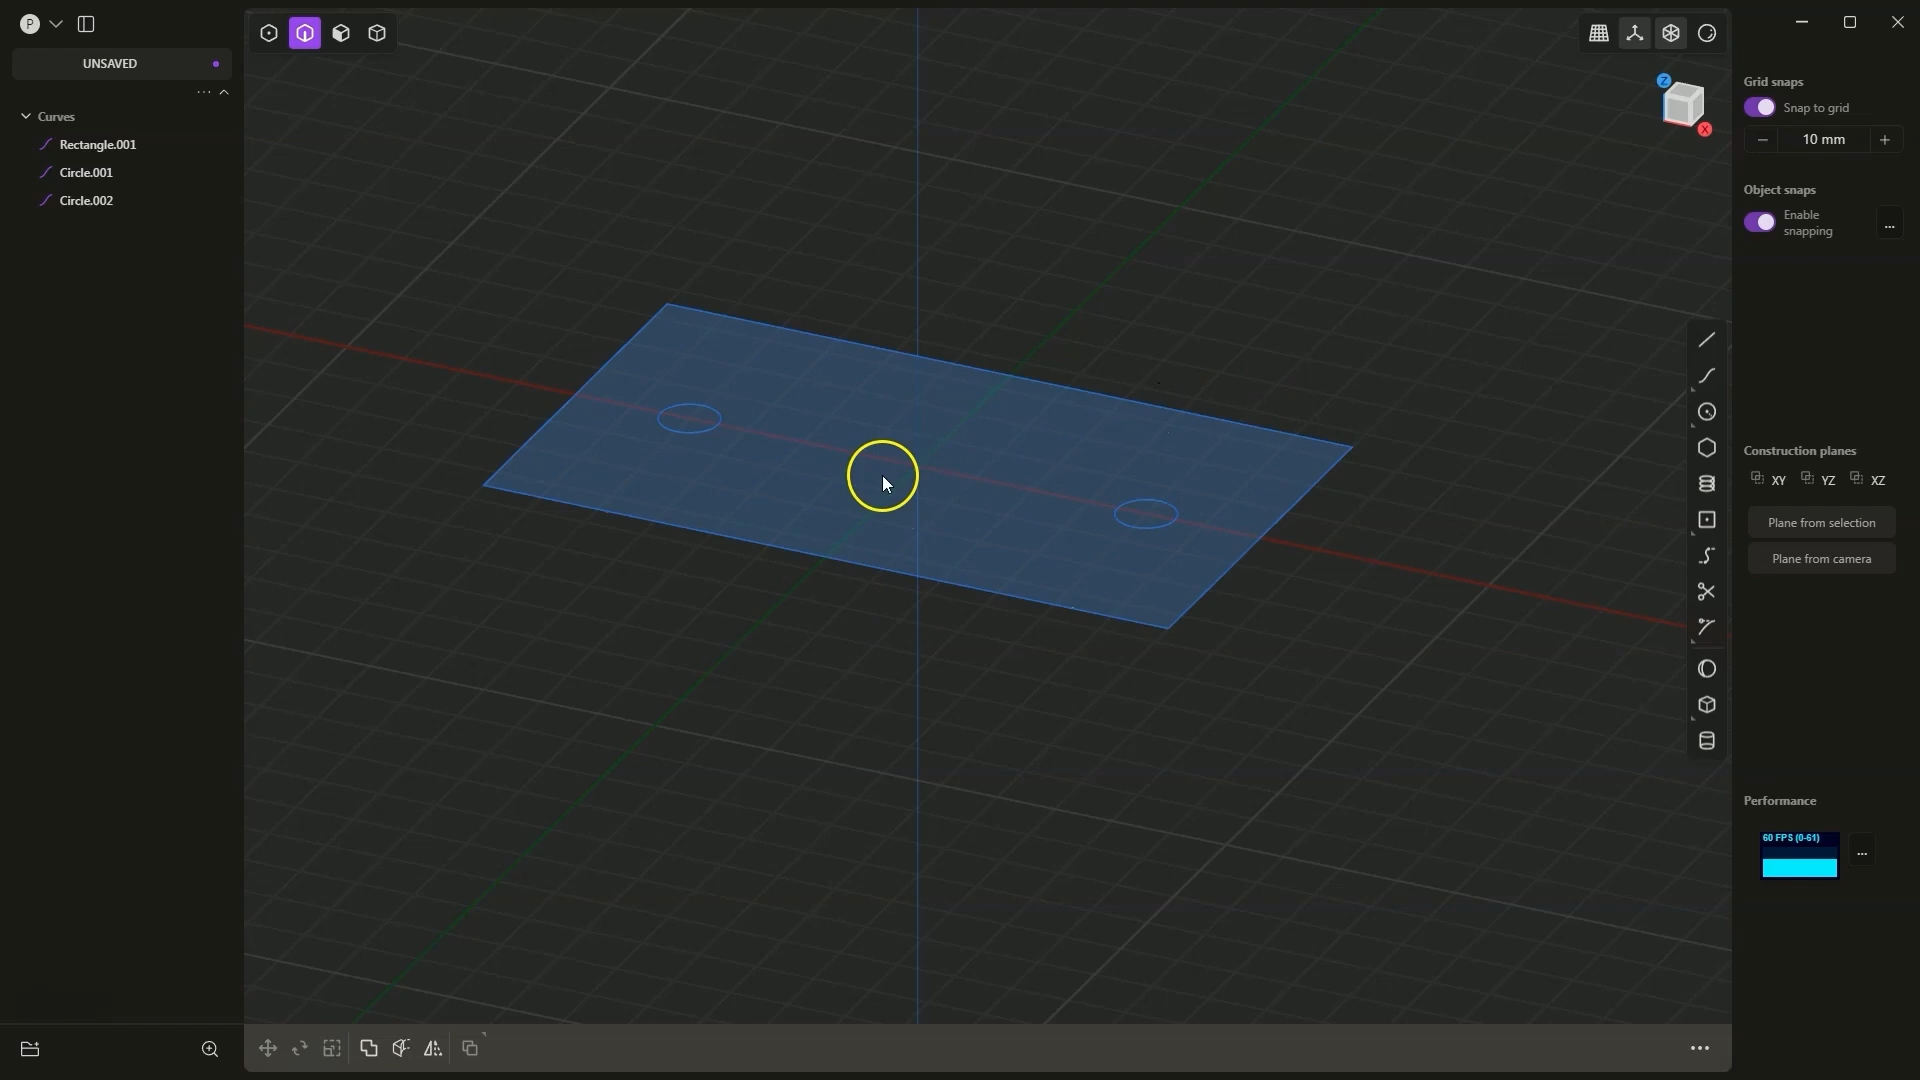 P
UNSAVED
...
Curves
Rectangle.001
Circle.001
Circle.002
Z
X
Grid snaps
Snap to grid
− 10 mm +
Object snaps
Enable
snapping
...
Construction planes
XY YZ XZ
Plane from selection
Plane from camera
Performance
60 FPS (0-61)
...